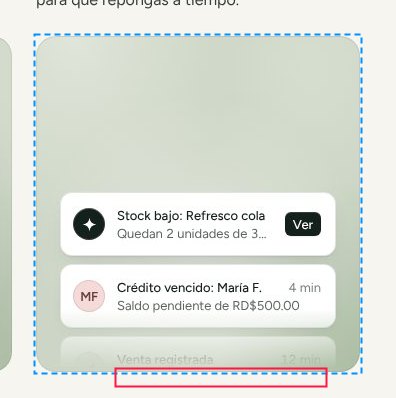 para que repongas a tiempo.
Stock bajo: Refresco cola
Quedan 2 unidades de 3...
Ver
MF
Crédito vencido: María F.
4 min
Saldo pendiente de RD$500.00
Venta registrada
12 min